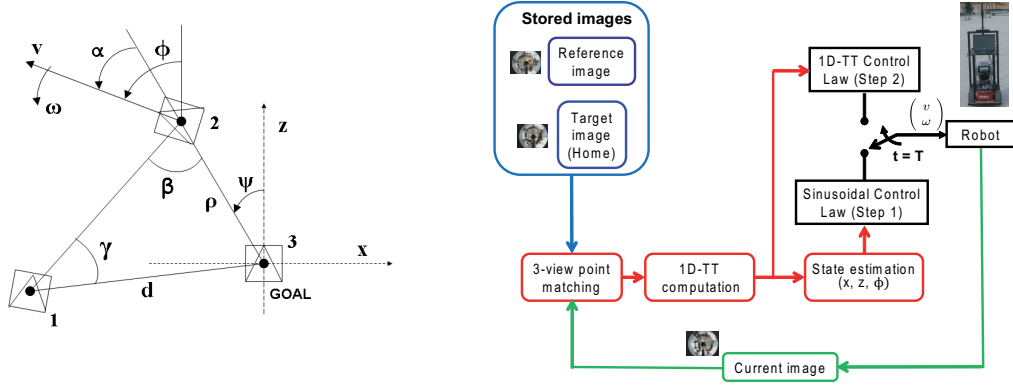 v
α
ϕ
ω
2
z
β
ρ
ψ
γ
3
x
d
GOAL
1
Stored images
Reference
image
Target
image
(Home)
1D-TT Control
Law (Step 2)
v
ω
t = T
Robot
Sinusoidal Control
Law (Step 1)
3-view point
matching
1D-TT
computation
State estimation
(x, z, ϕ)
Current image